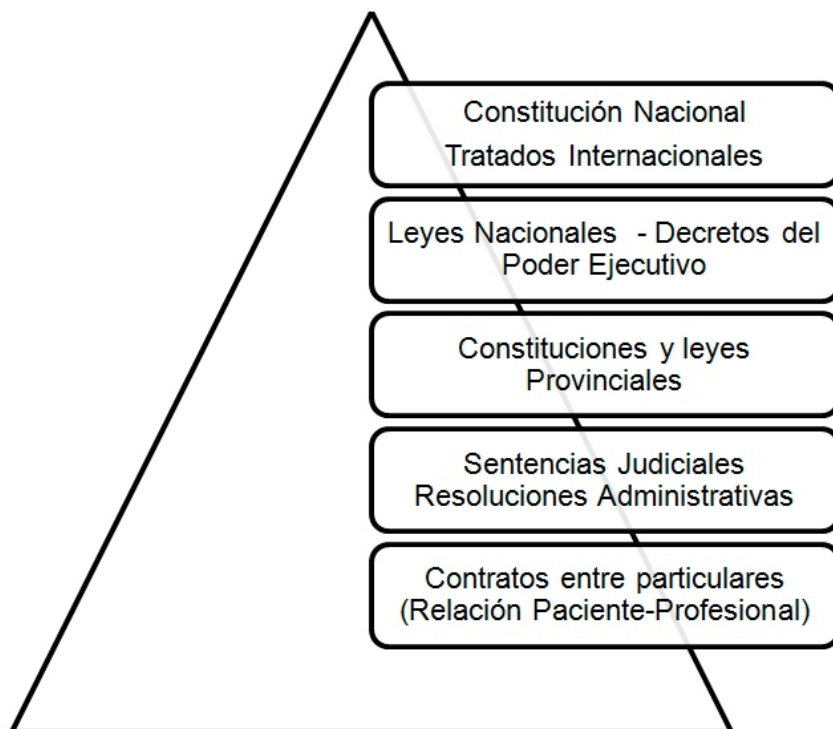 Constitución Nacional
Tratados Internacionales
Leyes Nacionales - Decretos del
Poder Ejecutivo
Constituciones y leyes
Provinciales
Sentencias Judiciales
Resoluciones Administrativas
Contratos entre particulares
(Relación Paciente-Profesional)